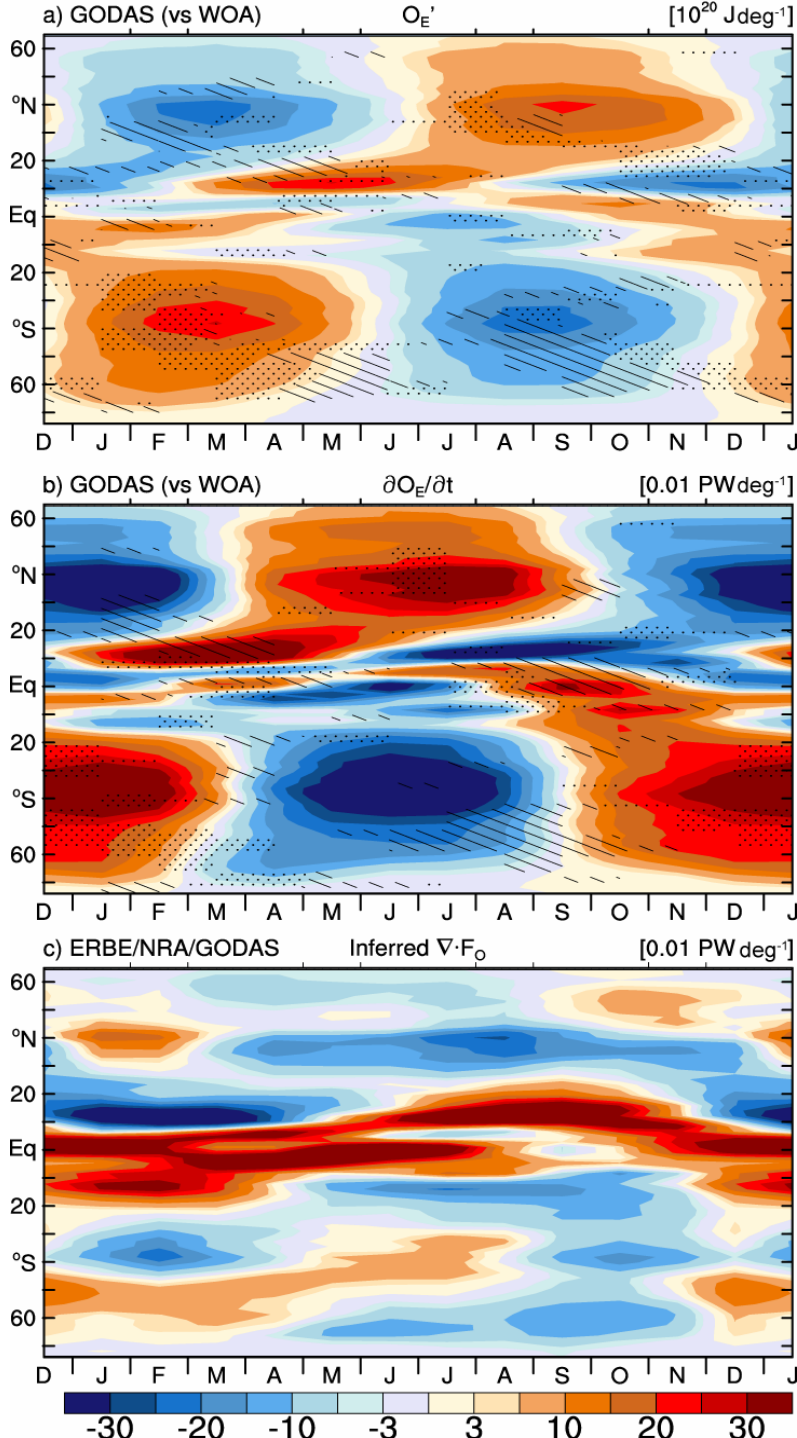 a) GODAS (vs WOA) O_E' [10²⁰ J deg⁻¹]
60
°N
20
Eq
20
°S
60
D J F M A M J J A S O N D J
b) GODAS (vs WOA) ∂O_E/∂t [0.01 PW deg⁻¹]
60
°N
20
Eq
20
°S
60
D J F M A M J J A S O N D J
c) ERBE/NRA/GODAS Inferred ∇·F_O [0.01 PW deg⁻¹]
60
°N
20
Eq
20
°S
60
D J F M A M J J A S O N D J
-30 -20 -10 -3 3 10 20 30